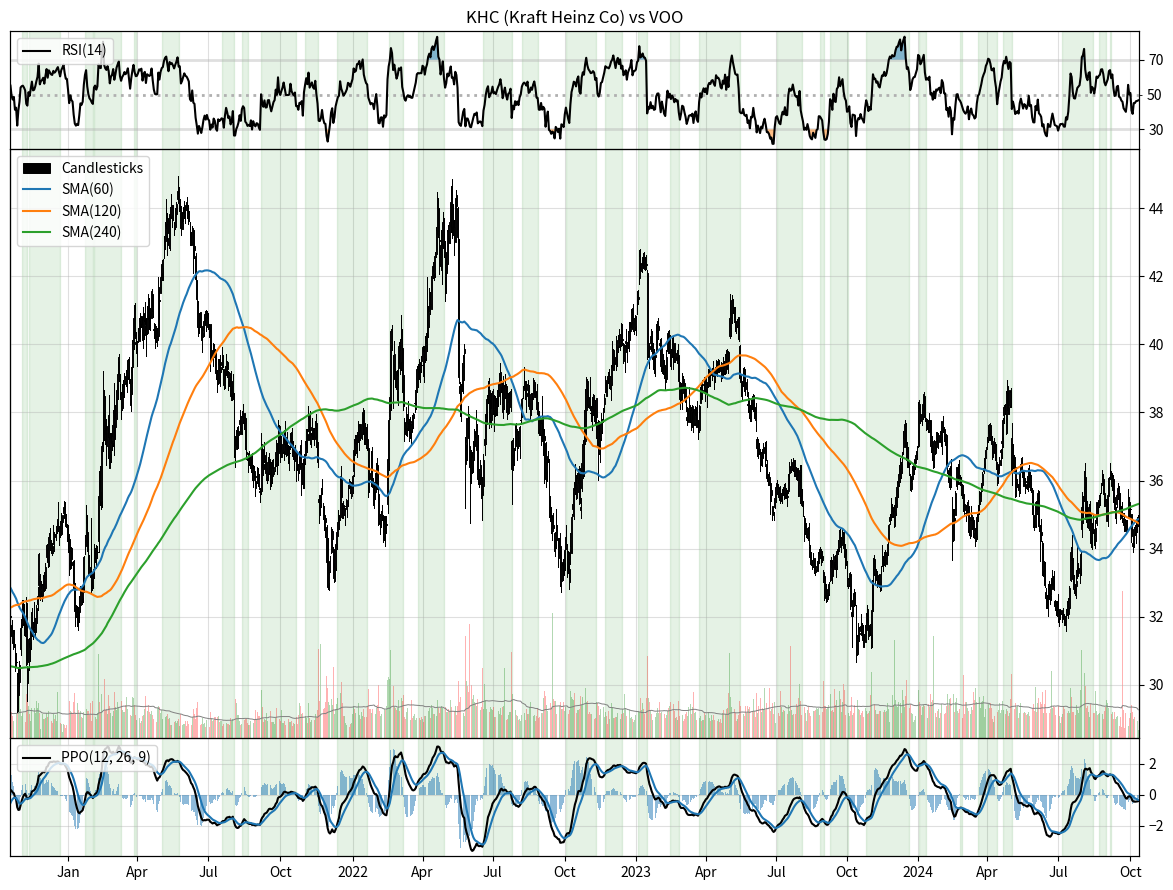 KHC (Kraft Heinz Co) vs VOO
RSI(14)
70
50
30
Candlesticks
SMA(60)
SMA(120)
SMA(240)
44
42
40
38
36
34
32
30
PPO(12, 26, 9)
2
0
−2
Jan Apr Jul Oct 2022 Apr Jul Oct 2023 Apr Jul Oct 2024 Apr Jul Oct